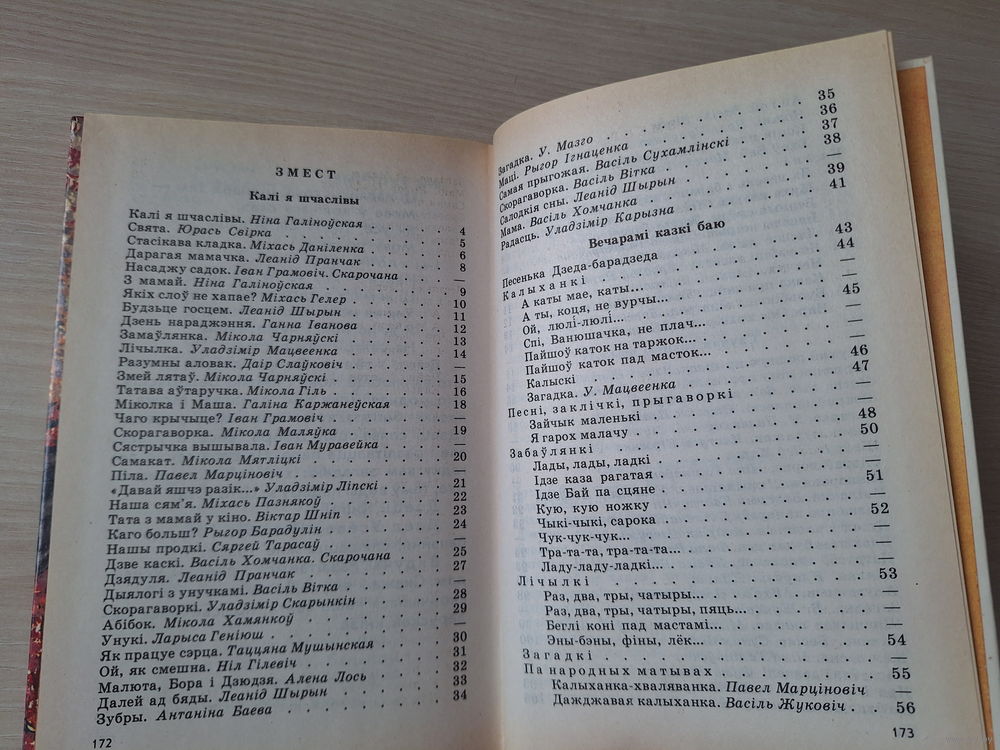 ЗМЕСТ
Калі я шчаслівы
Калі я шчаслівы. Ніна Галіноўская 4
Свята. Юрась Свірка . . . . 5
Стасікава кладка. Міхась Даніленка . 6
Дарагая мамачка. Леанід Пранчак . . 8
Насаджу садок. Іван Грамовіч. Скарочана . —
З мамай. Ніна Галіноўская . . . 9
Якіх слоў не хапае? Міхась Гелер . . 10
Будзьце госцем. Леанід Шырын . . 11
Дзень нараджэння. Ганна Іванова . . 12
Замаўлянка. Мікола Чарняўскі . . 13
Лічылка. Уладзімір Мацвеенка . . 14
Разумны аловак. Даір Слаўковіч . . —
Змей лятаў. Мікола Чарняўскі . . 15
Татава аўтаручка. Мікола Гіль . . 16
Міколка і Маша. Галіна Каржанеўская . 18
Чаго крычыце? Іван Грамовіч . . —
Скорагаворка. Мікола Маляўка . . 19
Сястрычка вышывала. Іван Муравейка . —
Самакат. Мікола Мятліцкі . . . 20
Піла. Павел Марціновіч . . . —
«Давай яшчэ разік...» Уладзімір Ліпскі . 21
Наша сям'я. Міхась Пазнякоў . . 22
Тата з мамай у кіно. Віктар Шніп . . 23
Каго больш? Рыгор Барадулін . . 24
Нашы продкі. Сяргей Тарасаў . . —
Дзве каскі. Васіль Хомчанка. Скарочана . 25
Дзядуля. Леанід Пранчак . . . 27
Дыялогі з унучкамі. Васіль Вітка . . —
Скорагаворкі. Уладзімір Скарынкін . . 28
Абібок. Мікола Хамянкоў . . . 29
Унукі. Ларыса Геніюш . . . —
Як працуе сэрца. Таццяна Мушынская . 30
Ой, як смешна. Ніл Гілевіч . . . 31
Малюта, Бора і Дзюдзя. Алена Лось . . 32
Далей ад бяды. Леанід Шырын . . 33
Зубры. Антаніна Баева . . . 34
172
Загадка. У. Мазго . . . . 35
Маці. Рыгор Ігнаценка . . . 36
Самая прыгожая. Васіль Сухамлінскі . 37
Скорагаворка. Васіль Вітка . . . 38
Салодкія сны. Леанід Шырын . . —
Мама. Васіль Хомчанка . . . 39
Радасць. Уладзімір Карызна . . . 41
Вечарамі казкі баю
Песенька Дзеда-барадзеда . . . 43
Калыханкі . . . . 44
А каты мае, каты... . . . —
А ты, коця, не вурчы... . . . —
Ой, люлі-люлі... . . . 45
Спі, Ванюшачка, не плач... . . —
Пайшоў каток на таржок... . . —
Пайшоў каток пад масток... . . —
Калыскі . . . . 46
Загадка. У. Мацвеенка . . . 47
Песні, заклічкі, прыгаворкі . . —
Зайчык маленькі . . . —
Я гарох малачу . . . 48
Забаўлянкі . . . . 50
Лады, лады, ладкі . . . —
Ідзе каза рагатая . . . —
Ідзе Бай па сцяне . . . 51
Кую, кую ножку . . . —
Чыкі-чыкі, сарока . . . 52
Чук-чук-чук... . . . —
Тра-та-та, тра-та-та... . . . —
Ладу-ладу-ладкі... . . . —
Лічылкі . . . . 53
Раз, два, тры, чатыры... . . —
Раз, два, тры, чатыры, пяць... . . —
Беглі коні пад мастамі... . . —
Эны-бэны, фіны, лёк... . . . 54
Загадкі . . . . —
Па народных матывах . . . 55
Калыханка-хваляванка. Павел Марціновіч —
Дажджавая калыханка. Васіль Жуковіч . 56
173